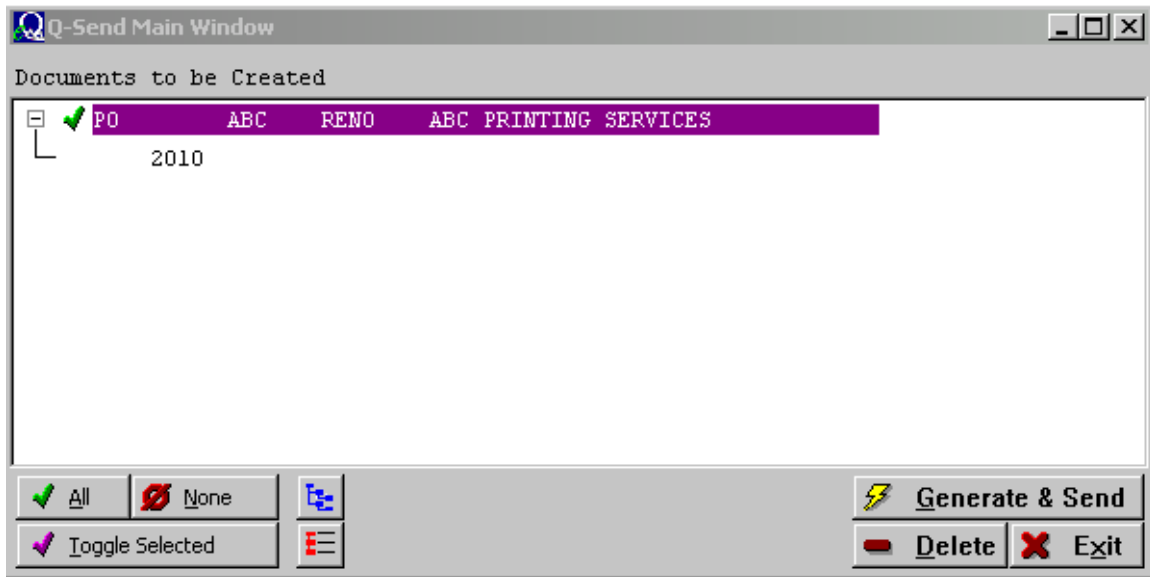 Q-Send Main Window
Documents to be Created
PO ABC RENO ABC PRINTING SERVICES
2010
All None Generate & Send
Toggle Selected Delete Exit